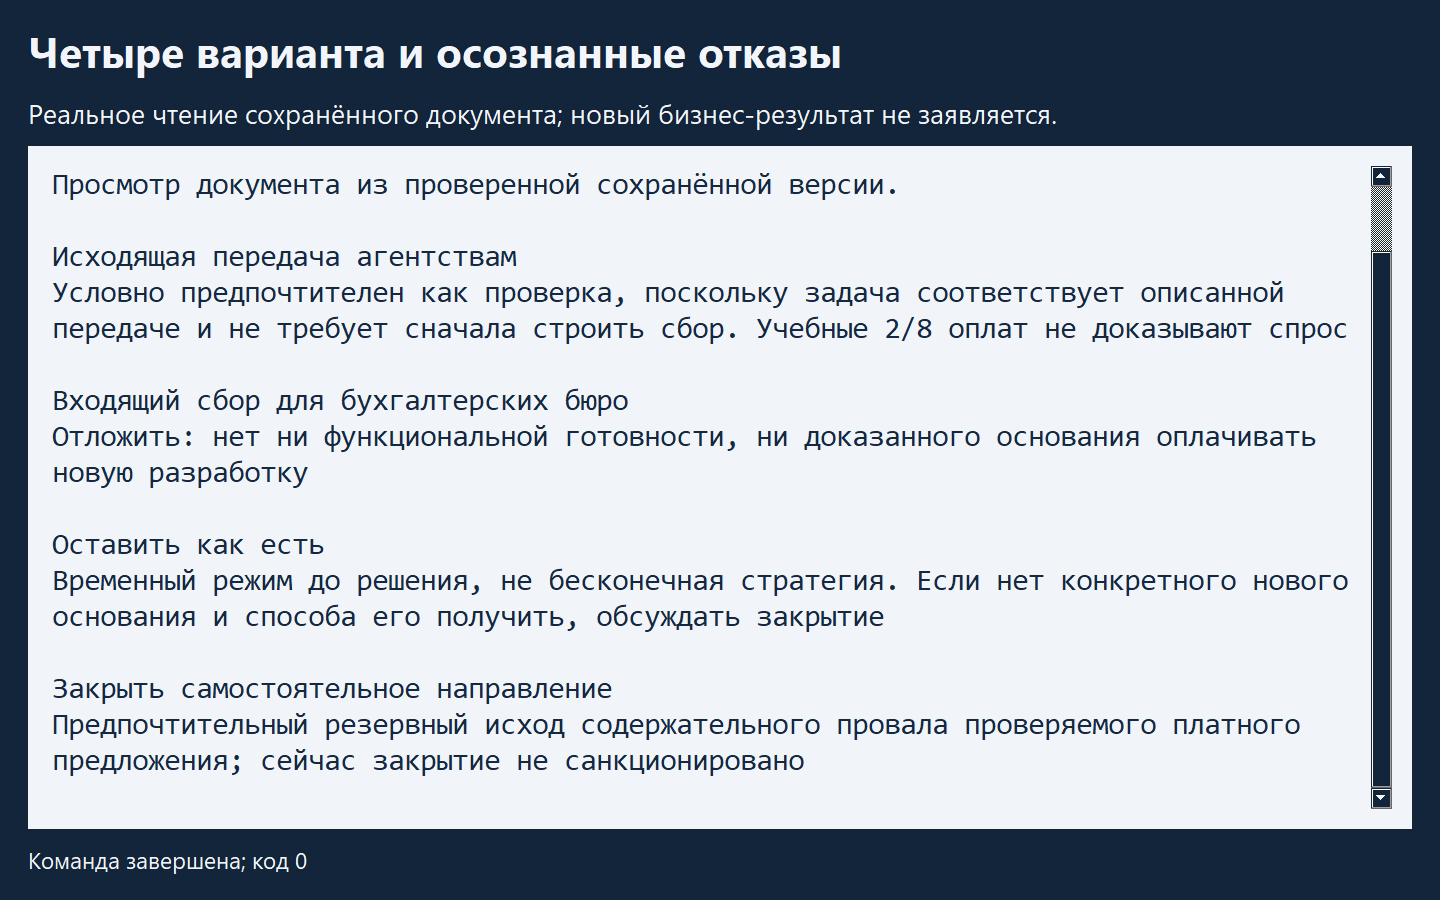 Четыре варианта и осознанные отказы
Реальное чтение сохранённого документа; новый бизнес-результат не заявляется.
Просмотр документа из проверенной сохранённой версии.
Исходящая передача агентствам
Условно предпочтителен как проверка, поскольку задача соответствует описанной
передаче и не требует сначала строить сбор. Учебные 2/8 оплат не доказывают спрос
Входящий сбор для бухгалтерских бюро
Отложить: нет ни функциональной готовности, ни доказанного основания оплачивать
новую разработку
Оставить как есть
Временный режим до решения, не бесконечная стратегия. Если нет конкретного нового
основания и способа его получить, обсуждать закрытие
Закрыть самостоятельное направление
Предпочтительный резервный исход содержательного провала проверяемого платного
предложения; сейчас закрытие не санкционировано
Команда завершена; код 0